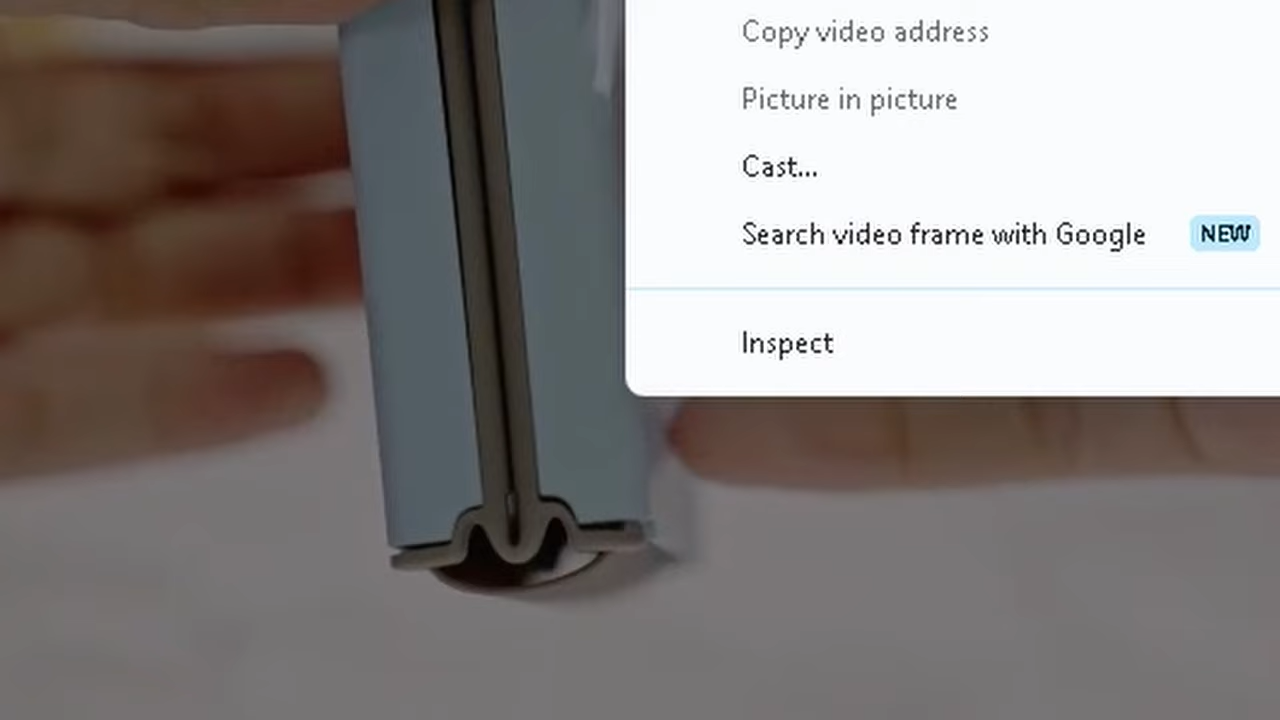 Copy video address
Picture in picture
Cast...
Search video frame with Google NEW
Inspect